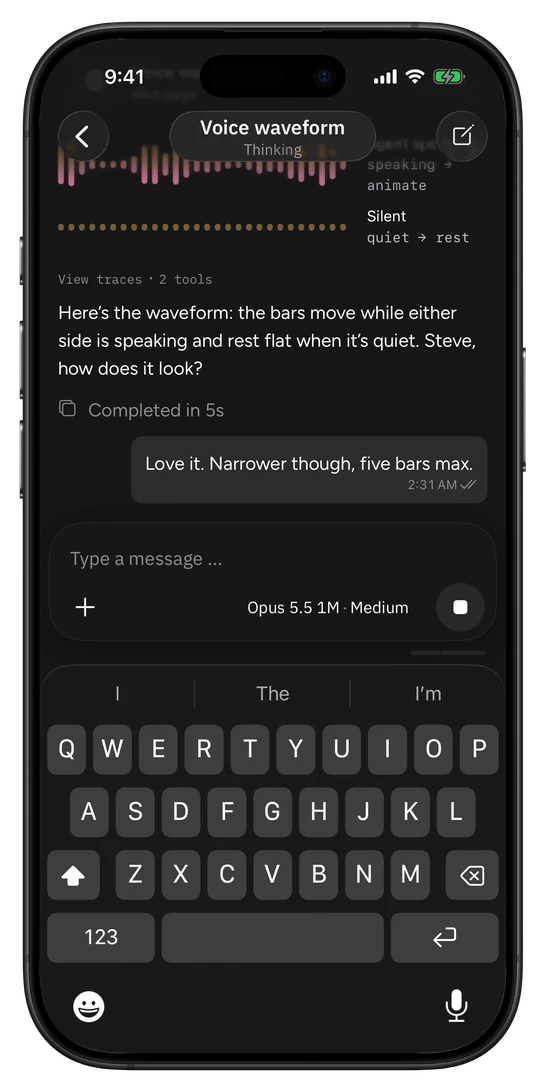 9:41
Voice waveform
Thinking
speaking →
animate
Silent
quiet → rest
View traces · 2 tools
Here’s the waveform: the bars move while either
side is speaking and rest flat when it’s quiet. Steve,
how does it look?
Completed in 5s
Love it. Narrower though, five bars max.
2:31 AM
Type a message ...
Opus 5.5 1M · Medium
I The I’m
Q W E R T Y U I O P
A S D F G H J K L
Z X C V B N M
123